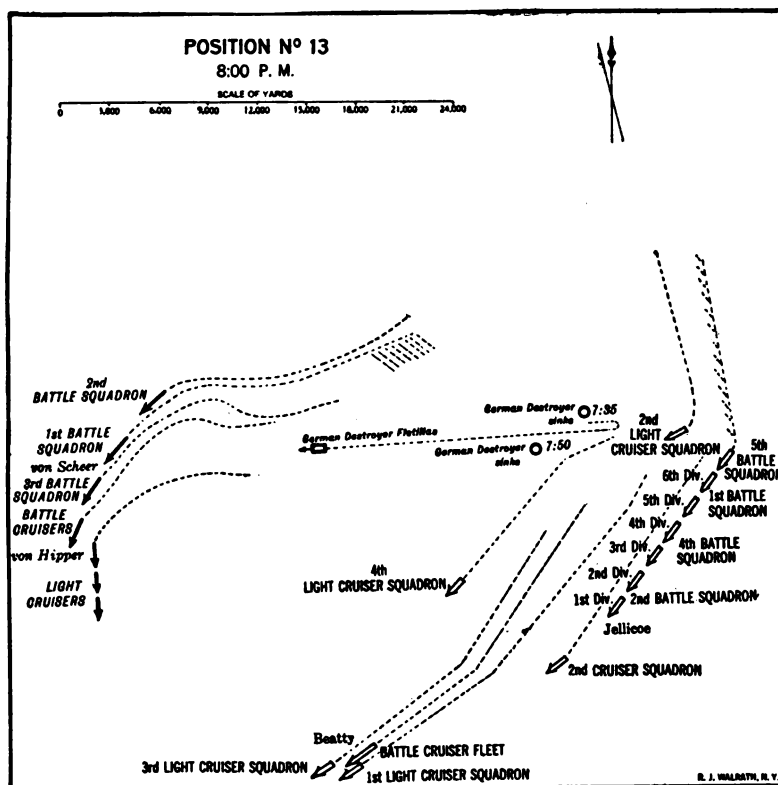 POSITION Nº 13
8:00 P. M.
SCALE OF YARDS
0 3,000 6,000 9,000 12,000 15,000 18,000 21,000 24,000
2nd
BATTLE SQUADRON
1st BATTLE
SQUADRON
von Scheer
3rd BATTLE
SQUADRON
BATTLE
CRUISERS
von Hipper
LIGHT
CRUISERS
German Destroyer Flotillas
German Destroyer
sinks
7:35
German Destroyer
sinks
7:50
2nd
LIGHT
CRUISER SQUADRON
5th
BATTLE
SQUADRON
6th Div.
5th Div.
1st BATTLE
SQUADRON
4th Div.
3rd Div.
4th BATTLE
SQUADRON
2nd Div.
1st Div.
2nd BATTLE SQUADRON
Jellicoe
4th
LIGHT CRUISER SQUADRON
2nd CRUISER SQUADRON
Beatty
BATTLE CRUISER FLEET
3rd LIGHT CRUISER SQUADRON
1st LIGHT CRUISER SQUADRON
R. J. WALRATH, N. Y.